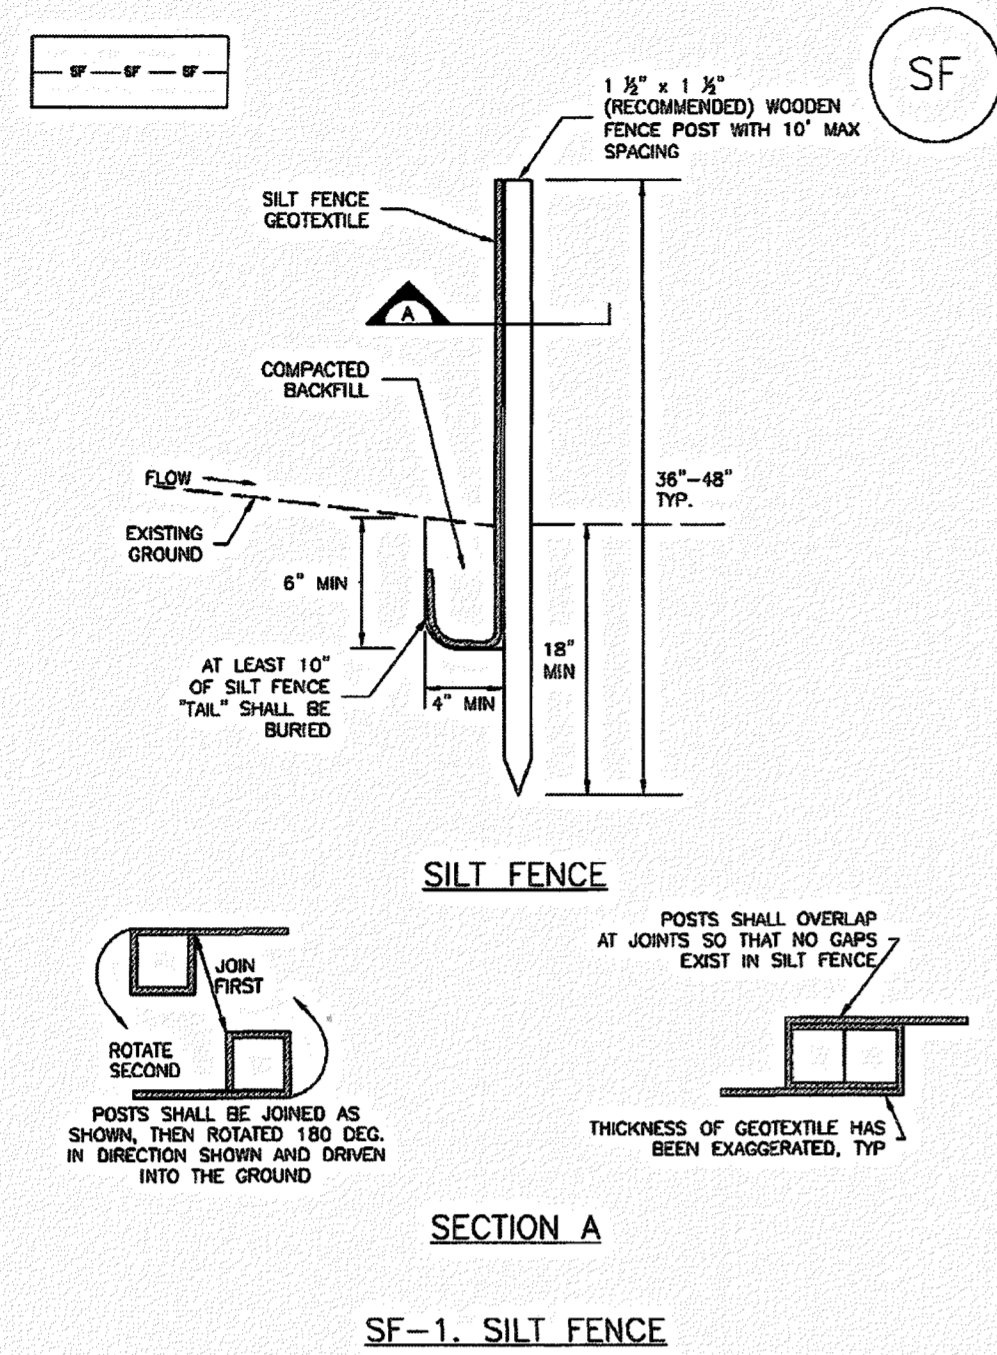 SF SF SF
SF
1 ½" x 1 ½"
(RECOMMENDED) WOODEN
FENCE POST WITH 10' MAX
SPACING
SILT FENCE
GEOTEXTILE
A
COMPACTED
BACKFILL
FLOW
36"-48"
TYP.
EXISTING
GROUND
6" MIN
18"
MIN
AT LEAST 10"
OF SILT FENCE
"TAIL" SHALL BE
BURIED
4" MIN
SILT FENCE
JOIN
FIRST
ROTATE
SECOND
POSTS SHALL BE JOINED AS
SHOWN, THEN ROTATED 180 DEG.
IN DIRECTION SHOWN AND DRIVEN
INTO THE GROUND
POSTS SHALL OVERLAP
AT JOINTS SO THAT NO GAPS
EXIST IN SILT FENCE
THICKNESS OF GEOTEXTILE HAS
BEEN EXAGGERATED, TYP
SECTION A
SF-1. SILT FENCE